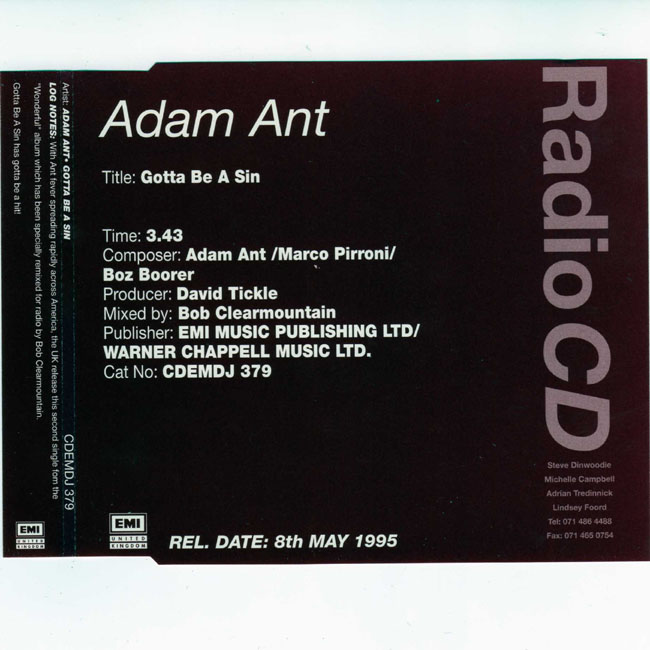 Adam Ant
Title: Gotta Be A Sin
Time: 3.43
Composer: Adam Ant /Marco Pirroni/
Boz Boorer
Producer: David Tickle
Mixed by: Bob Clearmountain
Publisher: EMI MUSIC PUBLISHING LTD/
WARNER CHAPPELL MUSIC LTD.
Cat No: CDEMDJ 379
EMI
UNITED
KINGDOM
REL. DATE: 8th MAY 1995
Radio CD
Steve Dinwoodie
Michelle Campbell
Adrian Tredinnick
Lindsey Foord
Tel: 071 486 4488
Fax: 071 465 0754
Artist: ADAM ANT• GOTTA BE A SIN
LOG NOTES: With Ant fever spreading rapidly across America, the UK release this second single fom the
"Wonderful" album which has been specially remixed for radio by Bob Clearmountain.
Gotta Be A Sin has gotta be a hit!
CDEMDJ 379
EMI
UNITED
KINGDOM